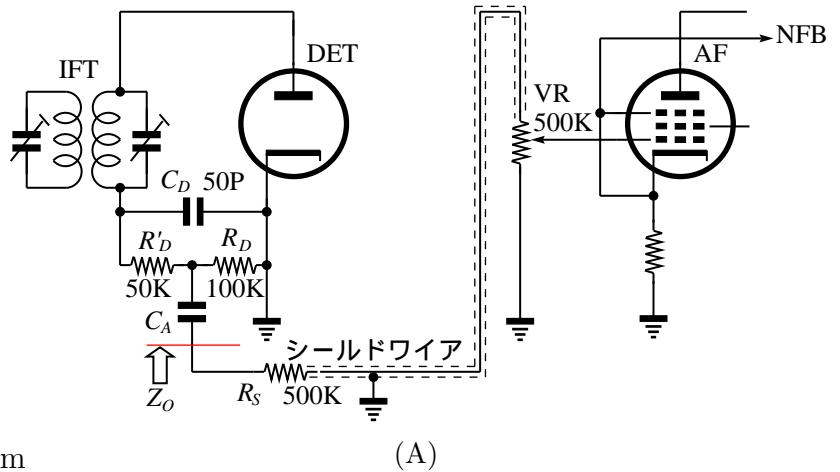 NFB
DET
AF
IFT
VR
500K
C_D 50P
R'_D R_D
50K 100K
C_A
シールドワイア
Z_O
R_S 500K
m
(A)